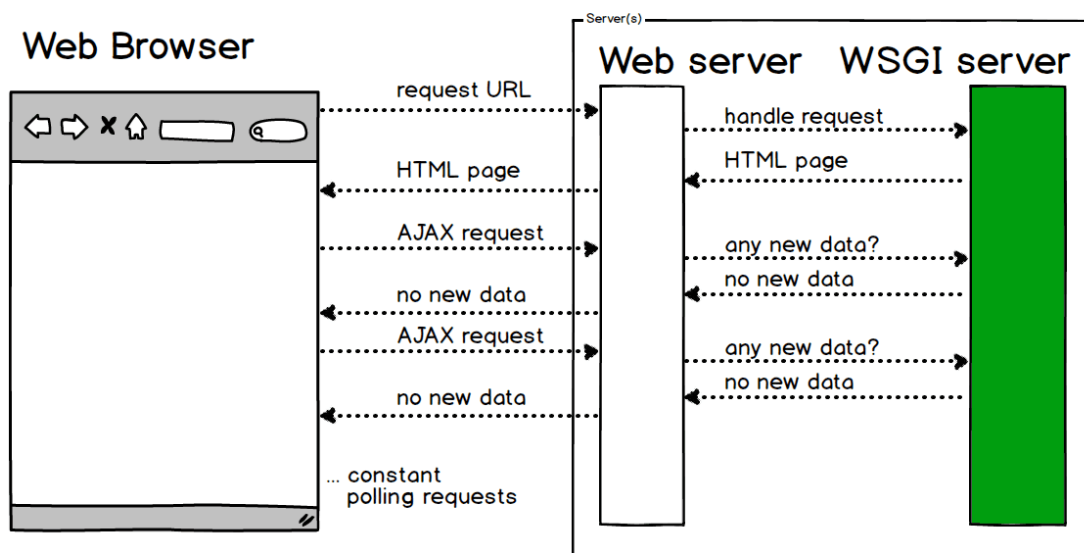 Server(s)
Web Browser
Web server
WSGI server
request URL
handle request
HTML page
HTML page
AJAX request
any new data?
no new data
no new data
AJAX request
any new data?
no new data
no new data
... constant
polling requests